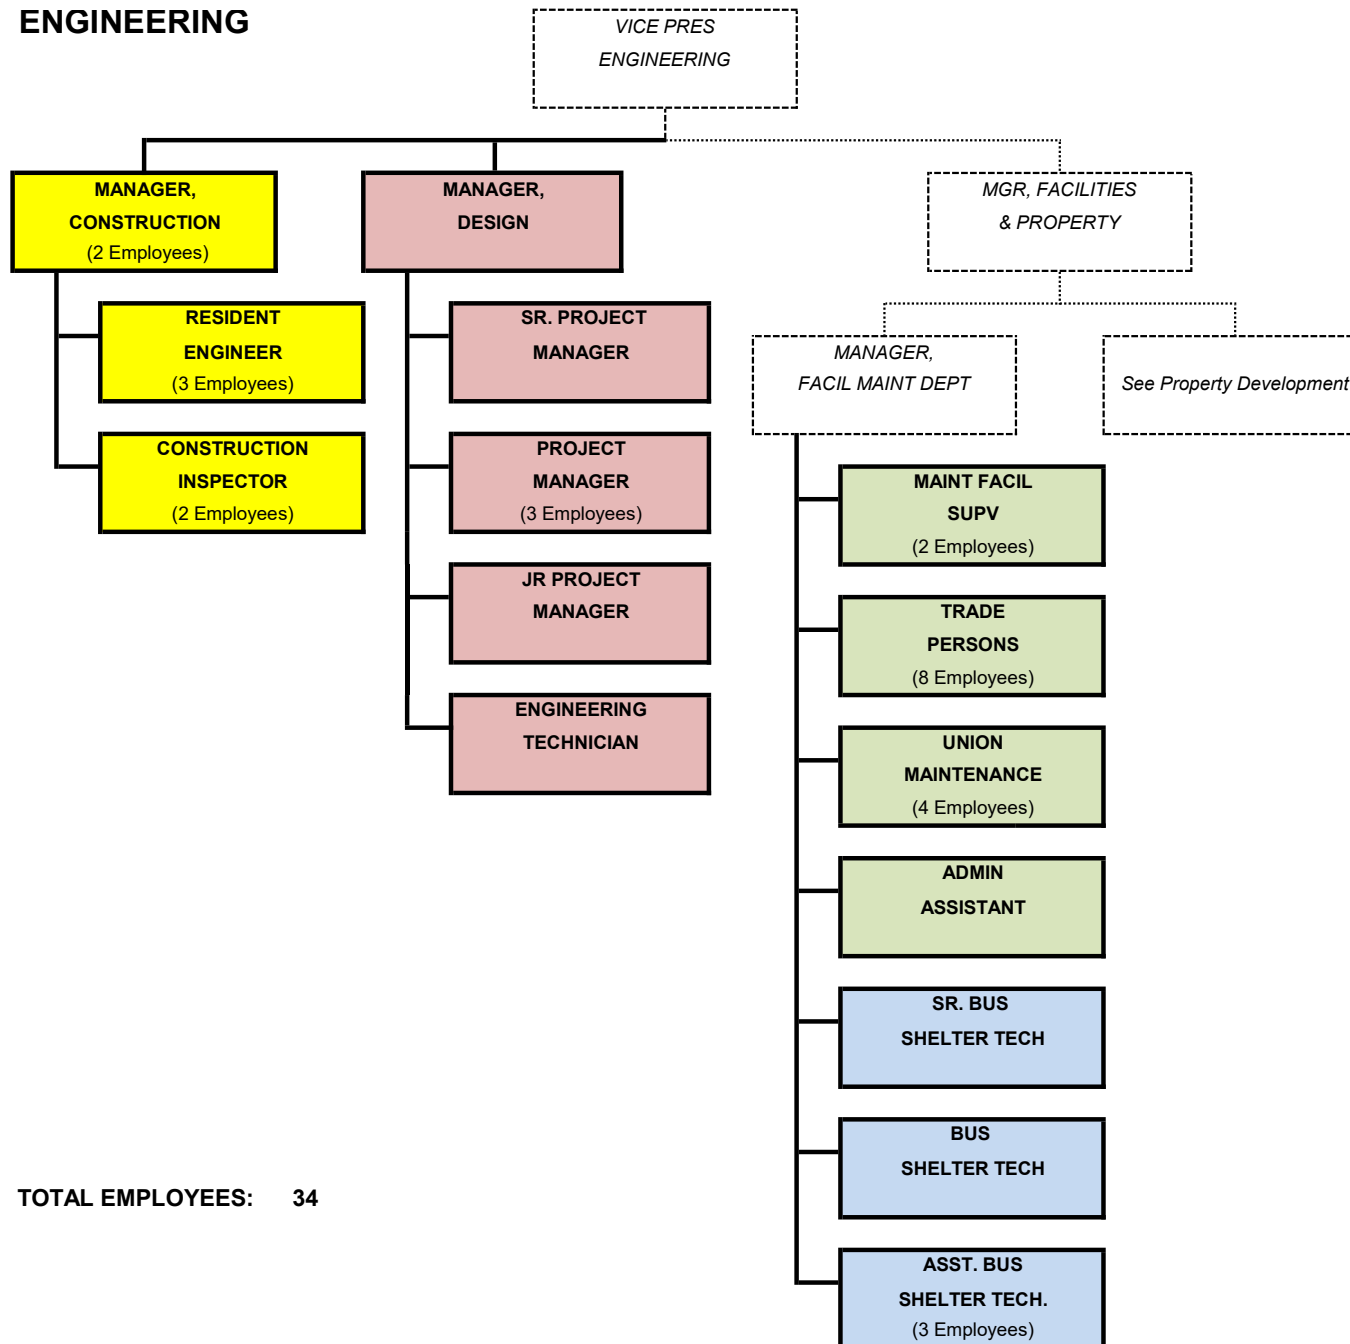 ENGINEERING
VICE PRES
ENGINEERING
MANAGER,
CONSTRUCTION
(2 Employees)
MANAGER,
DESIGN
MGR, FACILITIES
& PROPERTY
RESIDENT
ENGINEER
(3 Employees)
SR. PROJECT
MANAGER
MANAGER,
FACIL MAINT DEPT
See Property Development
CONSTRUCTION
INSPECTOR
(2 Employees)
PROJECT
MANAGER
(3 Employees)
MAINT FACIL
SUPV
(2 Employees)
JR PROJECT
MANAGER
TRADE
PERSONS
(8 Employees)
ENGINEERING
TECHNICIAN
UNION
MAINTENANCE
(4 Employees)
ADMIN
ASSISTANT
SR. BUS
SHELTER TECH
BUS
SHELTER TECH
TOTAL EMPLOYEES: 34
ASST. BUS
SHELTER TECH.
(3 Employees)